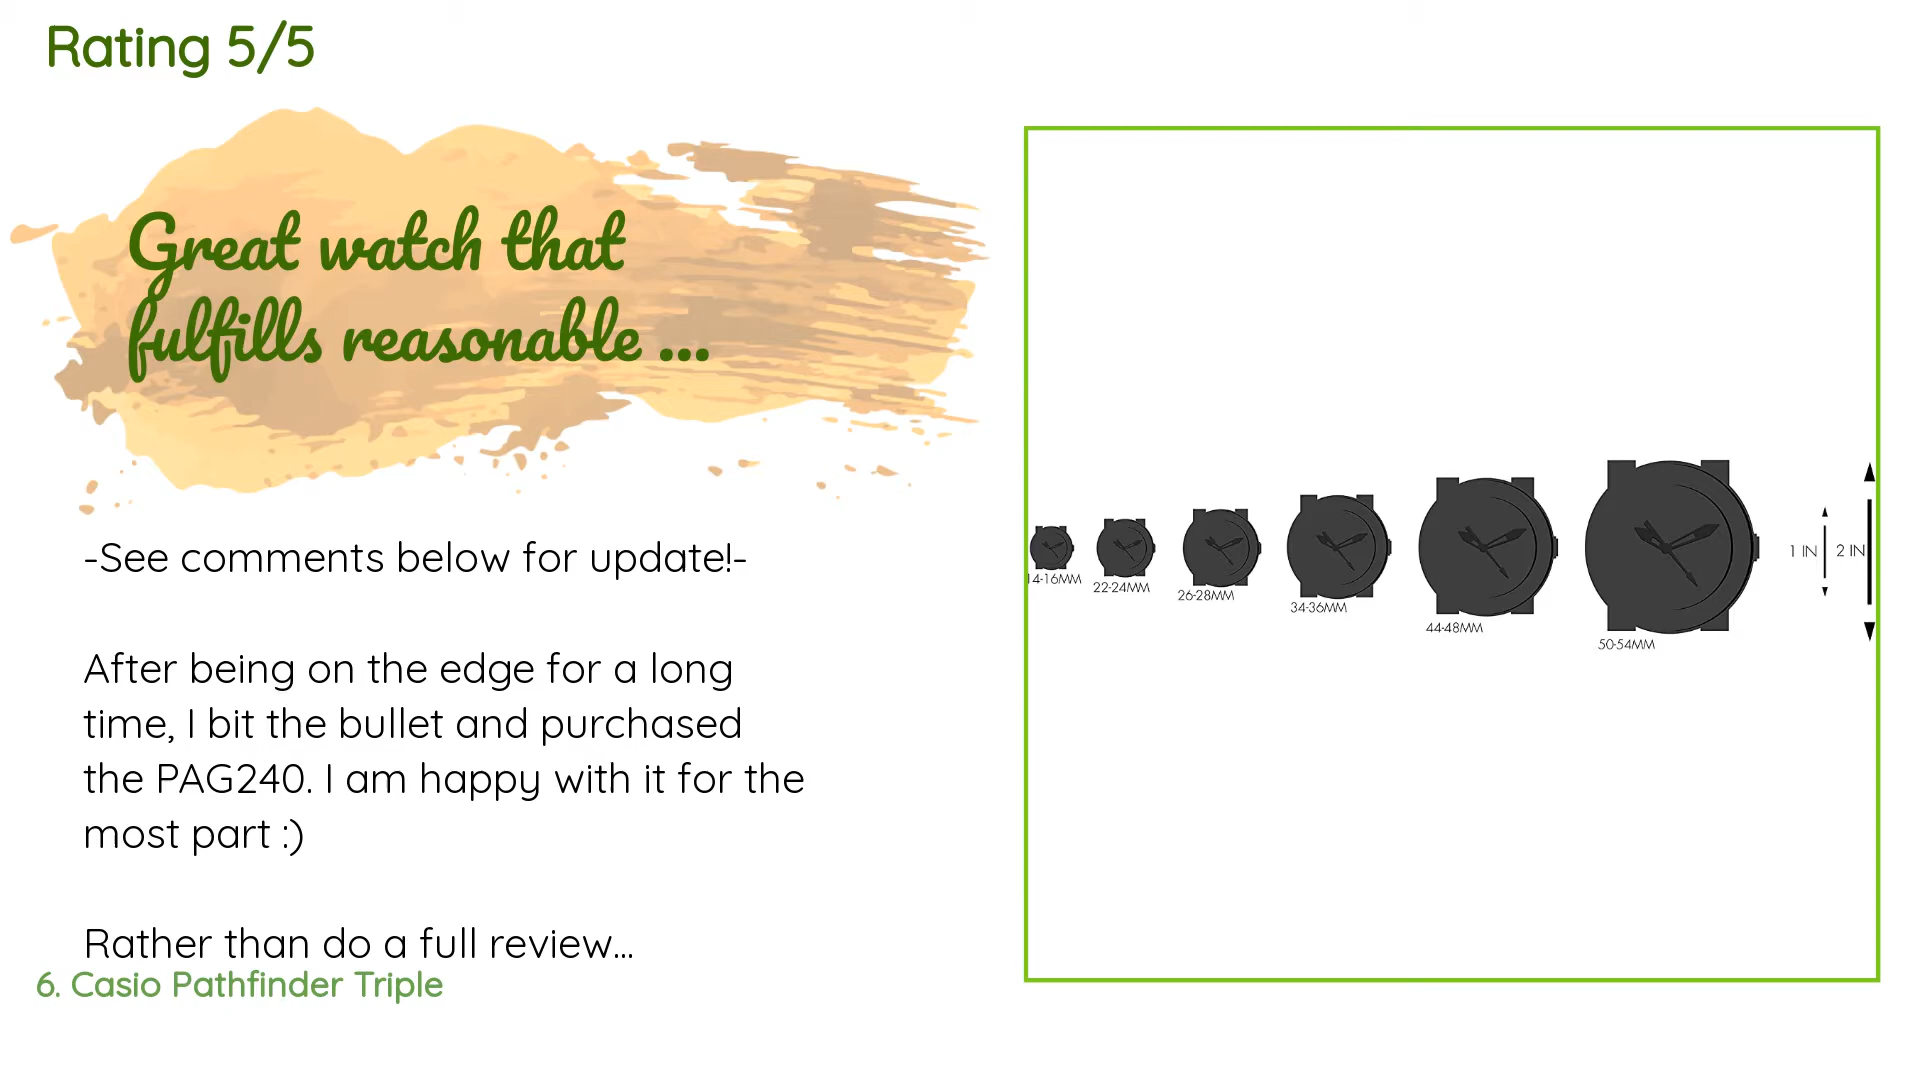 Rating 5/5
Great watch that
fulfills reasonable ...
-See comments below for update!-
After being on the edge for a long
time, I bit the bullet and purchased
the PAG240. I am happy with it for the
most part :)
Rather than do a full review...
6. Casio Pathfinder Triple
14-16MM
22-24MM
26-28MM
34-36MM
44-48MM
50-54MM
1 IN
2 IN